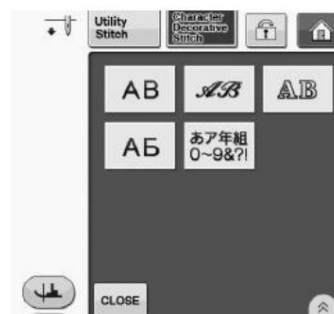 Utility
Stitch
Character
Decorative
Stitch
AB
AB
AB
АБ
あア年組
0~9&?!
CLOSE